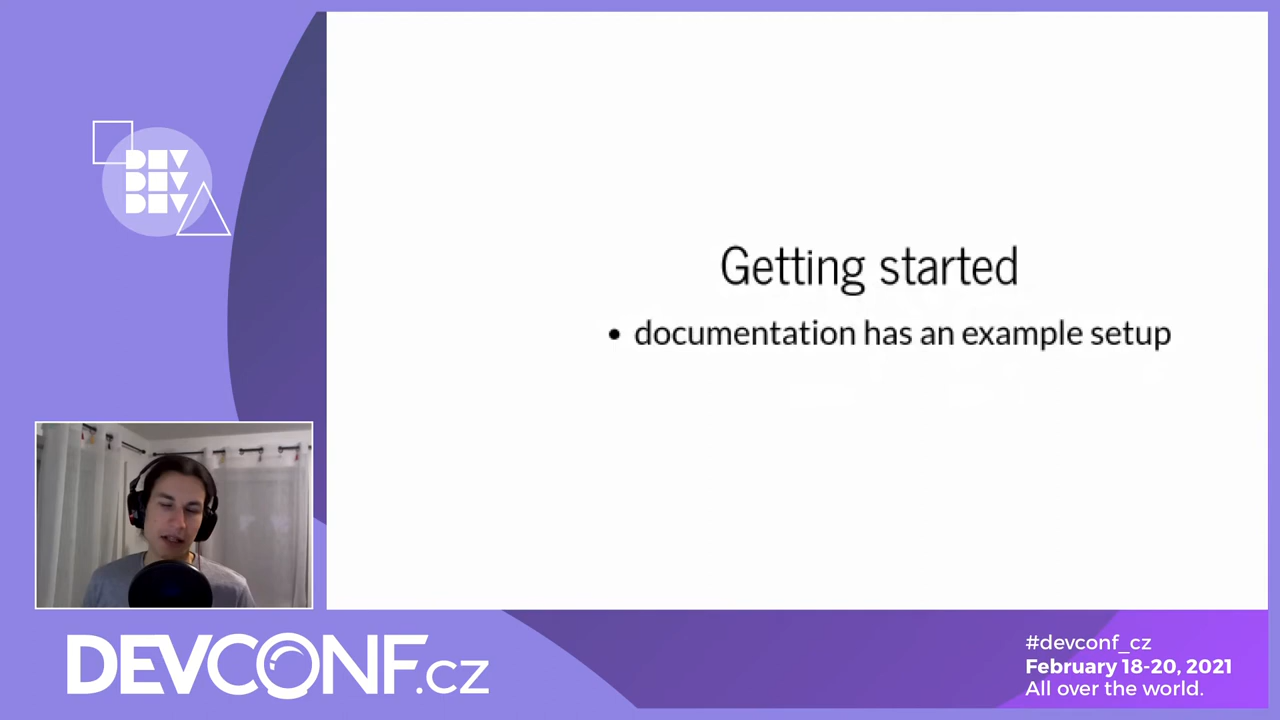 DEV
DEV
DEV
Getting started
• documentation has an example setup
DEVCONF.cz
#devconf_cz
February 18-20, 2021
All over the world.